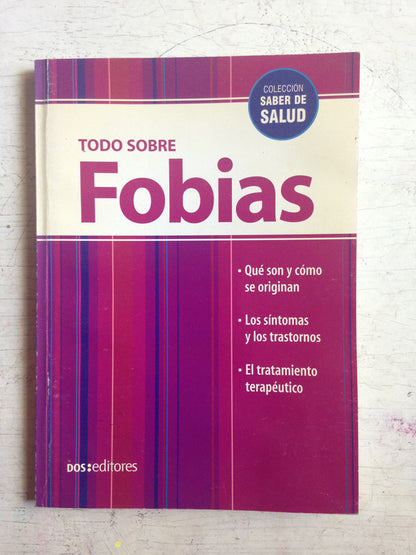 COLECCIÓN
SABER DE
SALUD
TODO SOBRE
Fobias
• Qué son y cómo
se originan
• Los síntomas
y los trastornos
• El tratamiento
terapéutico
DOS:editores